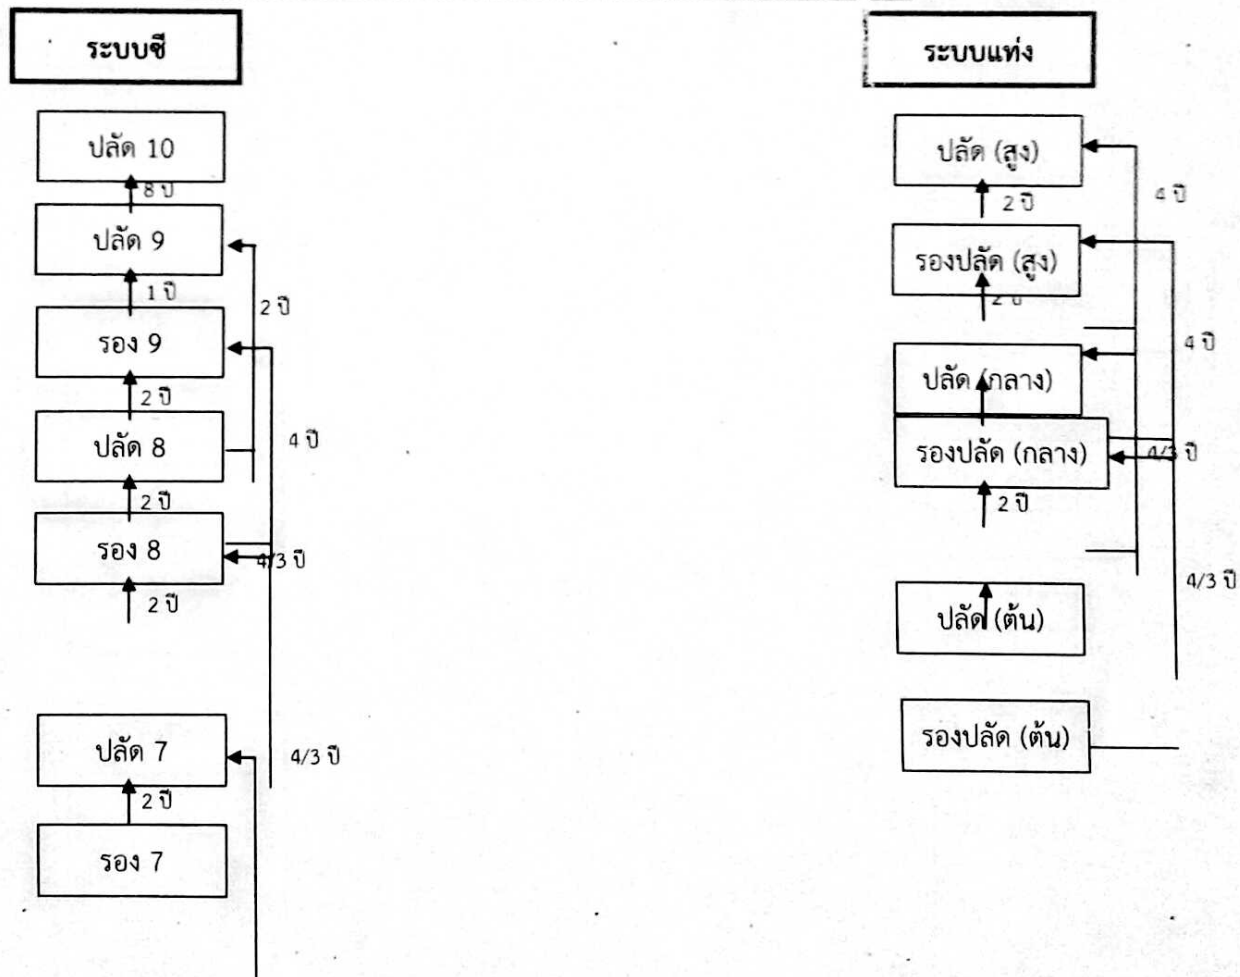 ระบบซี
ปลัด 10
8 ปี
ปลัด 9
1 ปี
2 ปี
รอง 9
2 ปี
ปลัด 8
4 ปี
2 ปี
รอง 8
4/3 ปี
2 ปี
ปลัด 7
4/3 ปี
2 ปี
รอง 7
ระบบแท่ง
ปลัด (สูง)
4 ปี
2 ปี
รองปลัด (สูง)
2 ปี
4 ปี
ปลัด (กลาง)
รองปลัด (กลาง)
4/3 ปี
2 ปี
4/3 ปี
ปลัด (ต้น)
รองปลัด (ต้น)